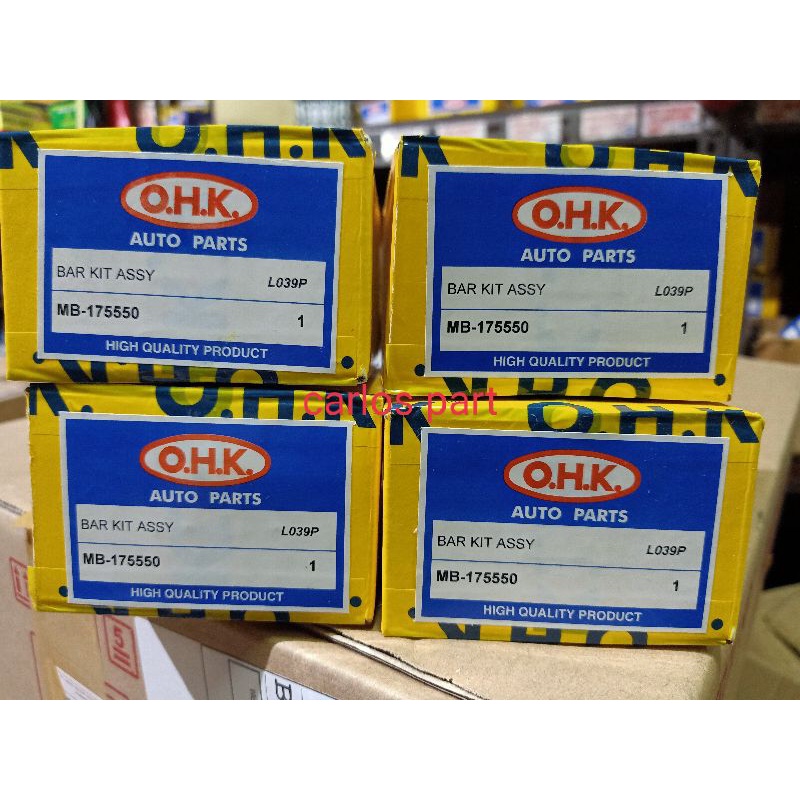 O.H.K
O.H.K.
AUTO PARTS
BAR KIT ASSY
L039P
MB-175550
1
HIGH QUALITY PRODUCT
O.H.K
O.H.K.
AUTO PARTS
BAR KIT ASSY
L039P
MB-175550
1
HIGH QUALITY PRODUCT
carlos part
O.H.K
O.H.K.
AUTO PARTS
BAR KIT ASSY
L039P
MB-175550
1
HIGH QUALITY PRODUCT
O.H.K.
AUTO PARTS
BAR KIT ASSY
L039P
MB-175550
1
HIGH QUALITY PRODUCT